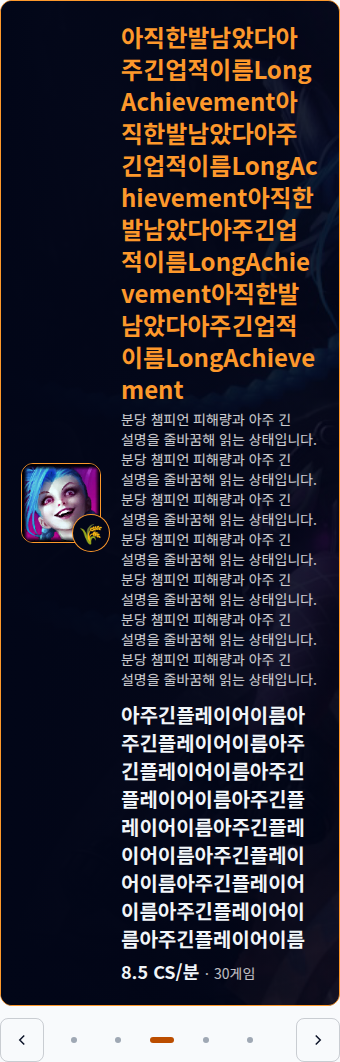 아직한발남았다아
주긴업적이름Long
Achievement아
직한발남았다아주
긴업적이름LongAc
hievement아직한
발남았다아주긴업
적이름LongAchie
vement아직한발
남았다아주긴업적
이름LongAchieve
ment
분당 챔피언 피해량과 아주 긴
설명을 줄바꿈해 읽는 상태입니다.
분당 챔피언 피해량과 아주 긴
설명을 줄바꿈해 읽는 상태입니다.
분당 챔피언 피해량과 아주 긴
설명을 줄바꿈해 읽는 상태입니다.
분당 챔피언 피해량과 아주 긴
설명을 줄바꿈해 읽는 상태입니다.
분당 챔피언 피해량과 아주 긴
설명을 줄바꿈해 읽는 상태입니다.
분당 챔피언 피해량과 아주 긴
설명을 줄바꿈해 읽는 상태입니다.
분당 챔피언 피해량과 아주 긴
설명을 줄바꿈해 읽는 상태입니다.
아주긴플레이어이름아
주긴플레이어이름아주
긴플레이어이름아주긴
플레이어이름아주긴플
레이어이름아주긴플레
이어이름아주긴플레이
어이름아주긴플레이어
이름아주긴플레이어이
름아주긴플레이어이름
8.5 CS/분 · 30게임